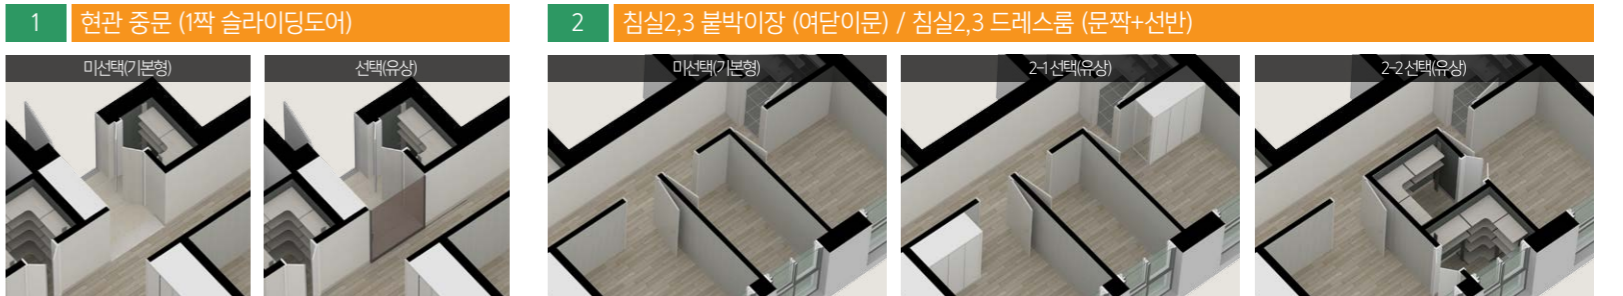 1 현관 중문 (1짝 슬라이딩도어)
미선택(기본형)
선택(유상)
2 침실2,3 붙박이장 (여닫이문) / 침실2,3 드레스룸 (문짝+선반)
미선택(기본형)
2-1 선택(유상)
2-2 선택(유상)